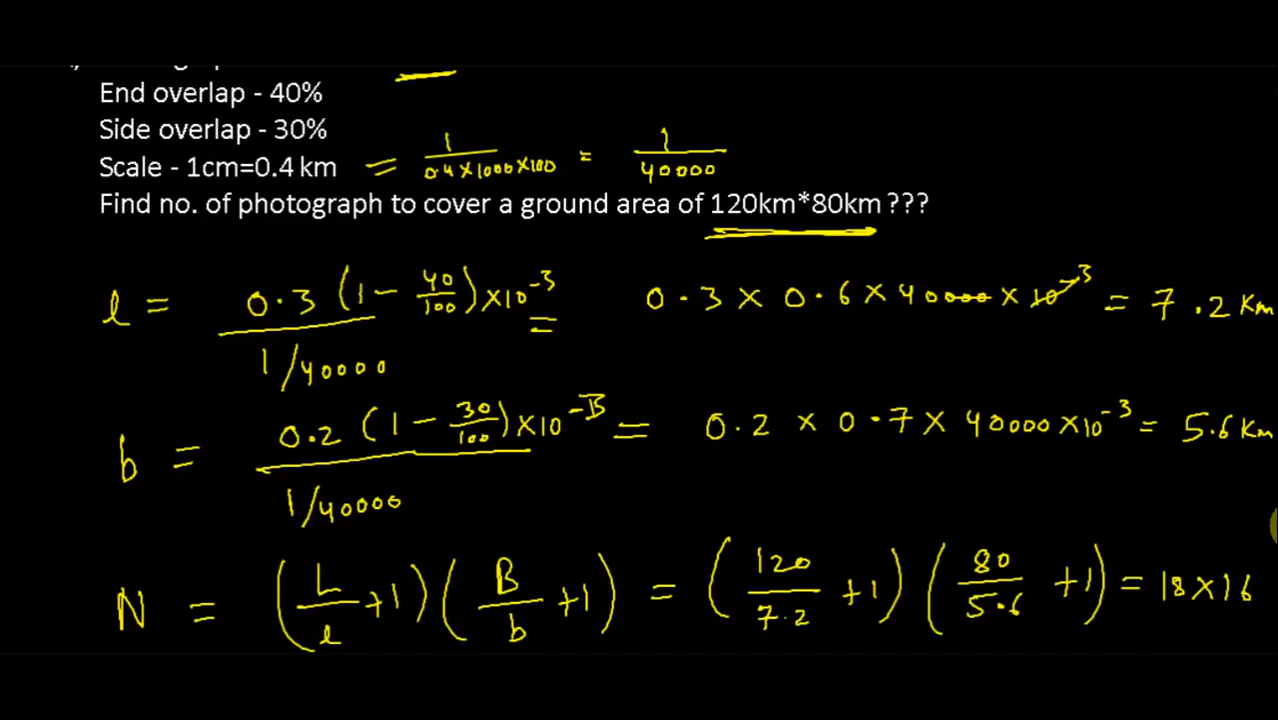 End overlap - 40%
Side overlap - 30%
Scale - 1cm=0.4 km = 1/(0.4×1000×100) = 1/40000
Find no. of photograph to cover a ground area of 120km*80km ???
l = (0.3 (1 - 40/100) ×10^-3) / (1/40000) 0.3 × 0.6 × 40000 × 10^-3 = 7.2 Km
b = (0.2 (1 - 30/100) ×10^-3) / (1/40000) = 0.2 × 0.7 × 40000 ×10^-3 = 5.6 Km
N = (L/l +1) (B/b +1) = (120/7.2 +1) (80/5.6 +1) = 18×16